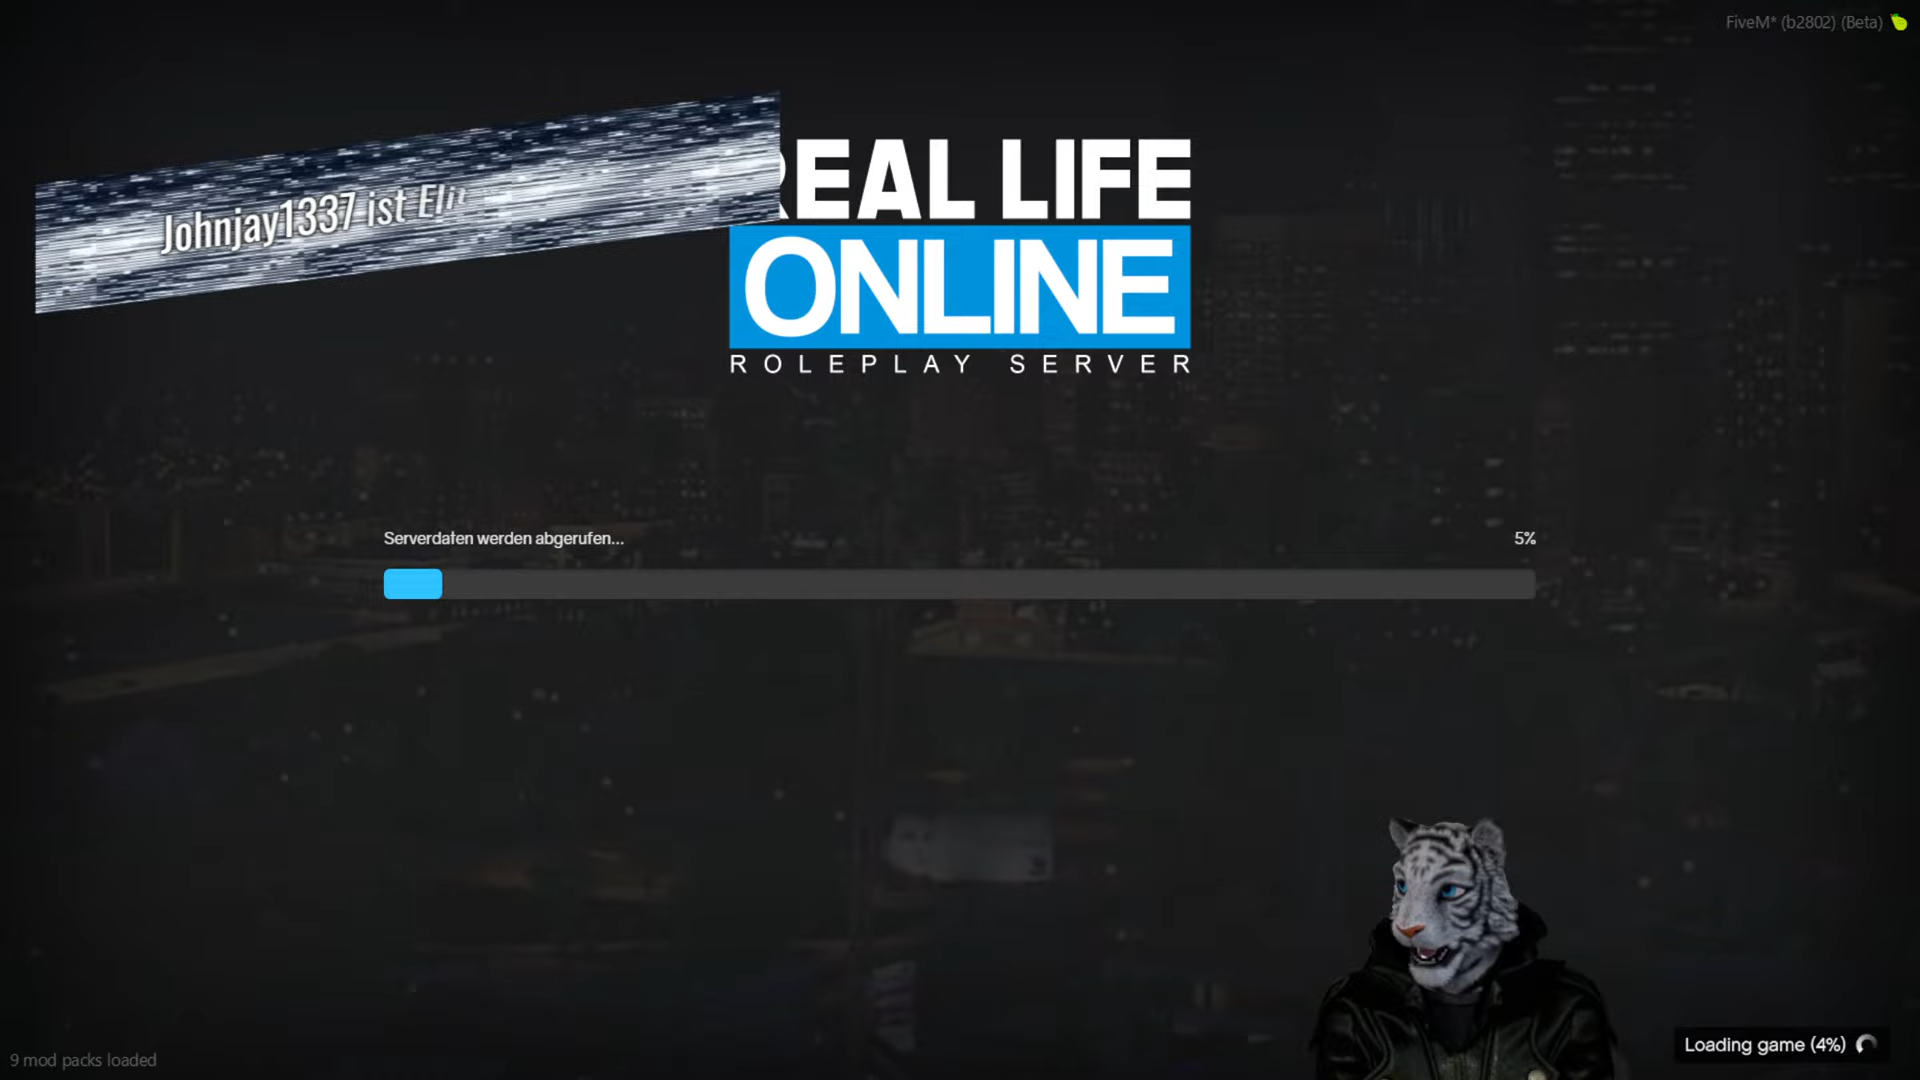 FiveM* (b2802) (Beta)
Johnjay1337 ist
REAL LIFE
ONLINE
ROLEPLAY SERVER
Serverdaten werden abgerufen...
5%
Loading game (4%)
9 mod packs loaded